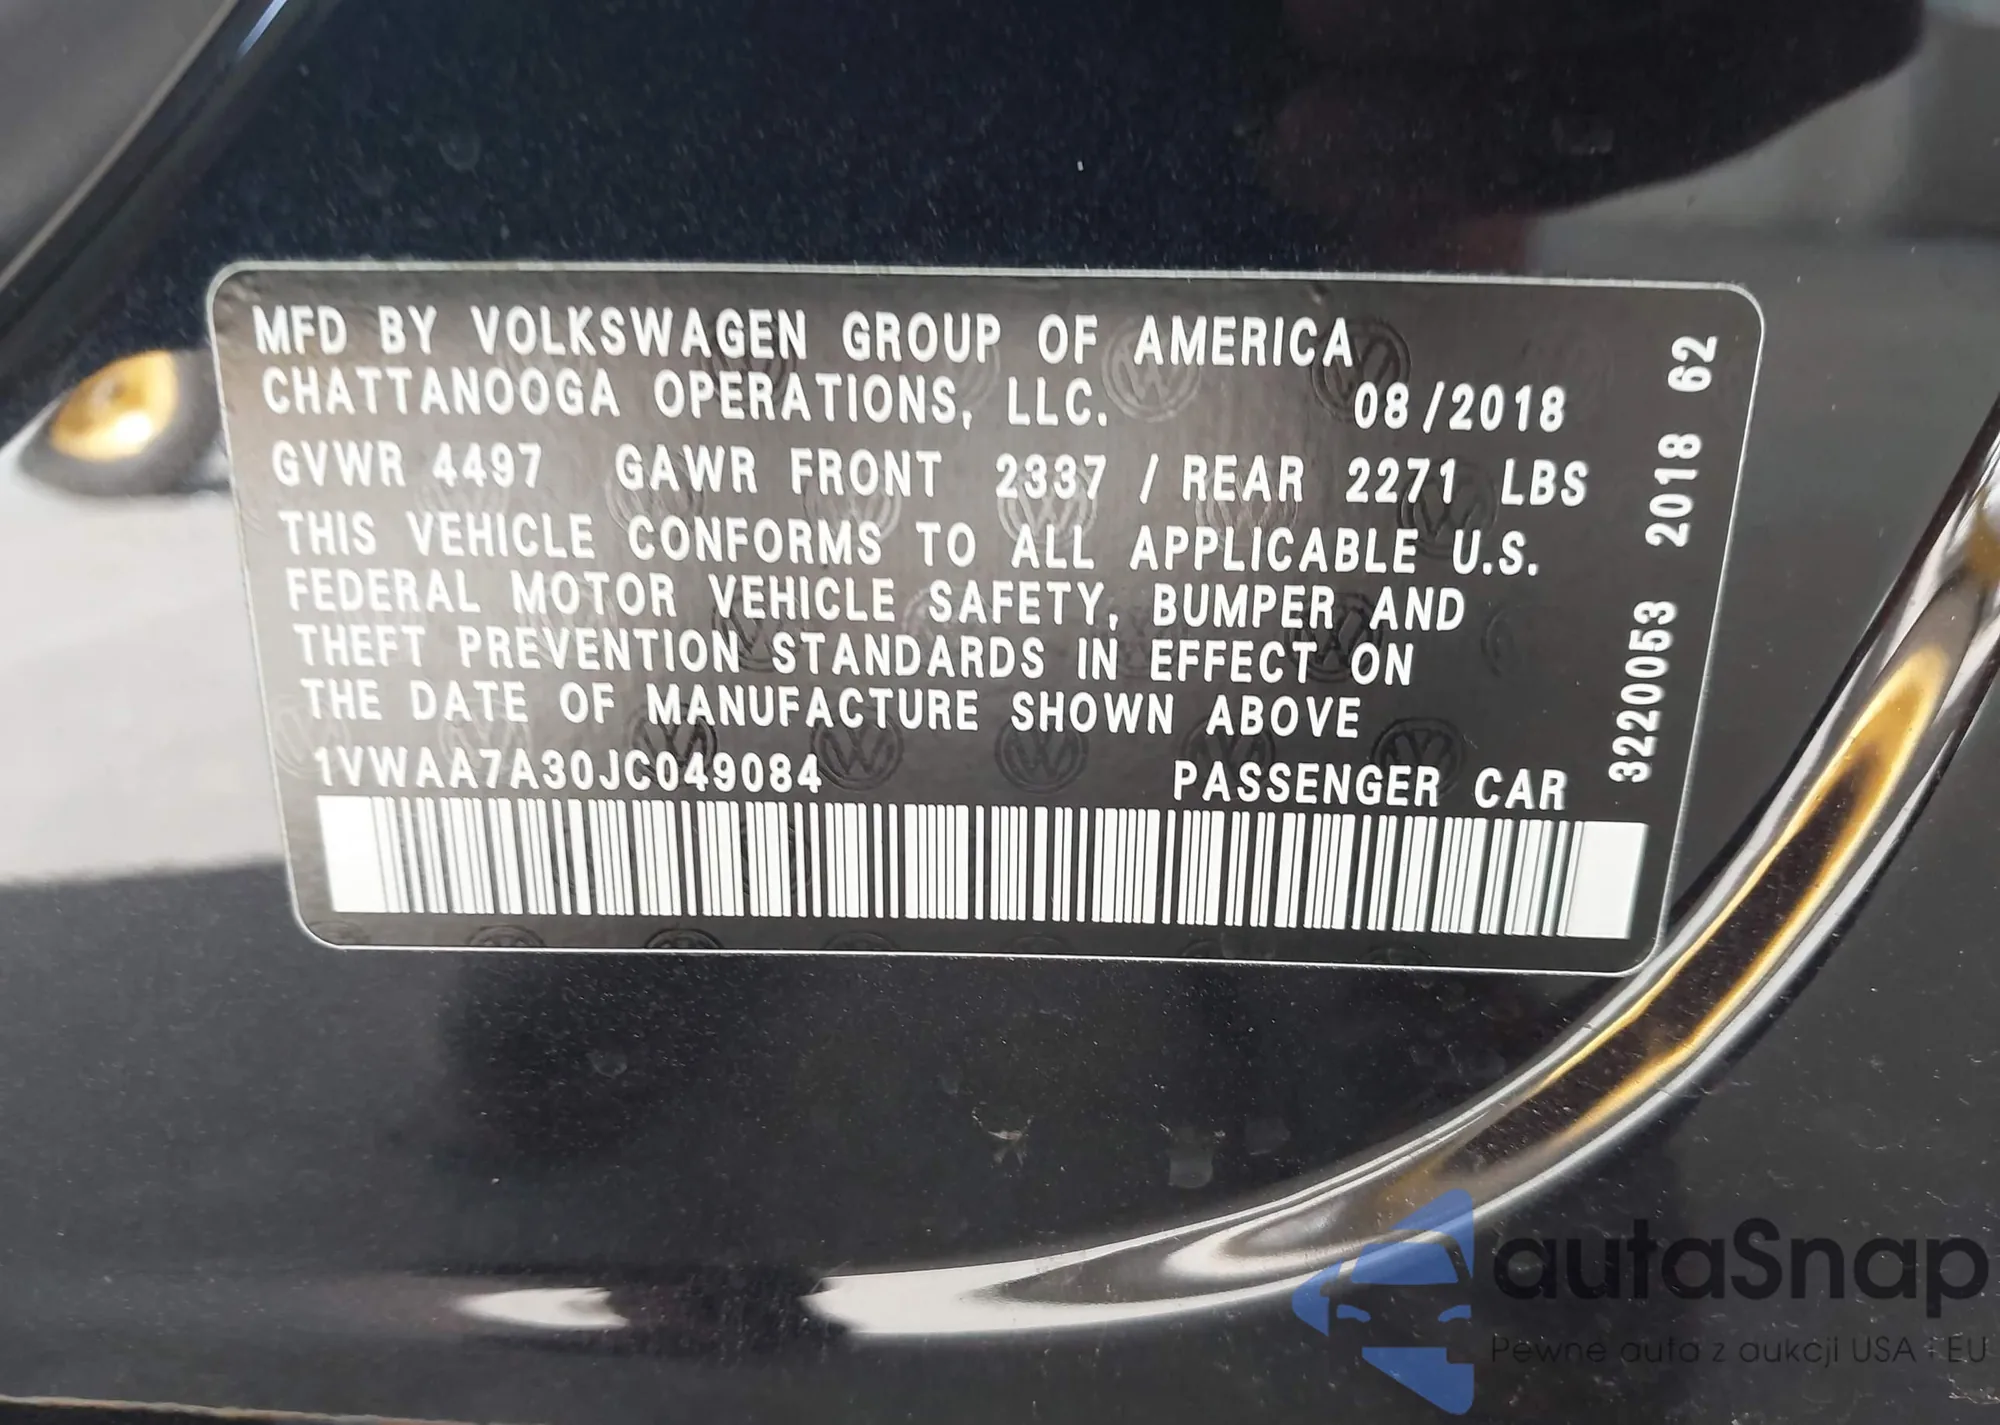 MFD BY VOLKSWAGEN GROUP OF AMERICA
CHATTANOOGA OPERATIONS, LLC. 08/2018
GVWR 4497 GAWR FRONT 2337 / REAR 2271 LBS
THIS VEHICLE CONFORMS TO ALL APPLICABLE U.S.
FEDERAL MOTOR VEHICLE SAFETY, BUMPER AND
THEFT PREVENTION STANDARDS IN EFFECT ON
THE DATE OF MANUFACTURE SHOWN ABOVE
1VWAA7A30JC049084 PASSENGER CAR
3220053 2018 62
autaSnap
Pewne auta z aukcji USA i EU